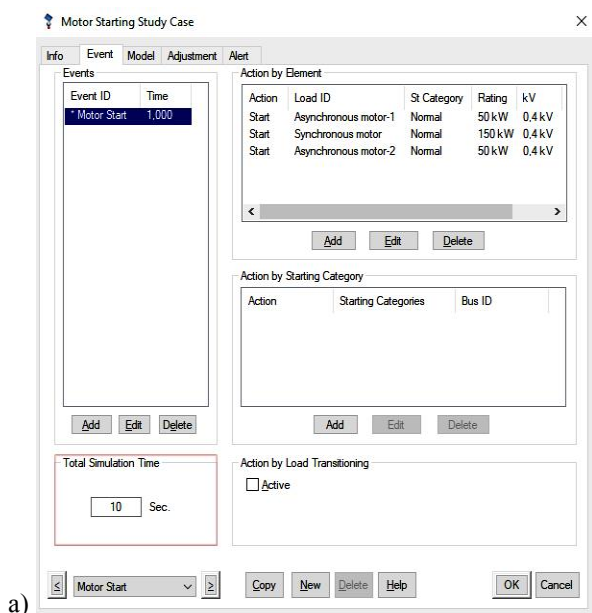 Motor Starting Study Case
Info Event Model Adjustment Alert
Events
Event ID Time
* Motor Start 1,000
Add Edit Delete
Action by Element
Action Load ID St Category Rating kV
Start Asynchronous motor-1 Normal 50 kW 0,4 kV
Start Synchronous motor Normal 150 kW 0,4 kV
Start Asynchronous motor-2 Normal 50 kW 0,4 kV
Add Edit Delete
Action by Starting Category
Action Starting Categories Bus ID
Add Edit Delete
Total Simulation Time
10 Sec.
Action by Load Transitioning
Active
Motor Start
Copy New Delete Help OK Cancel
a)